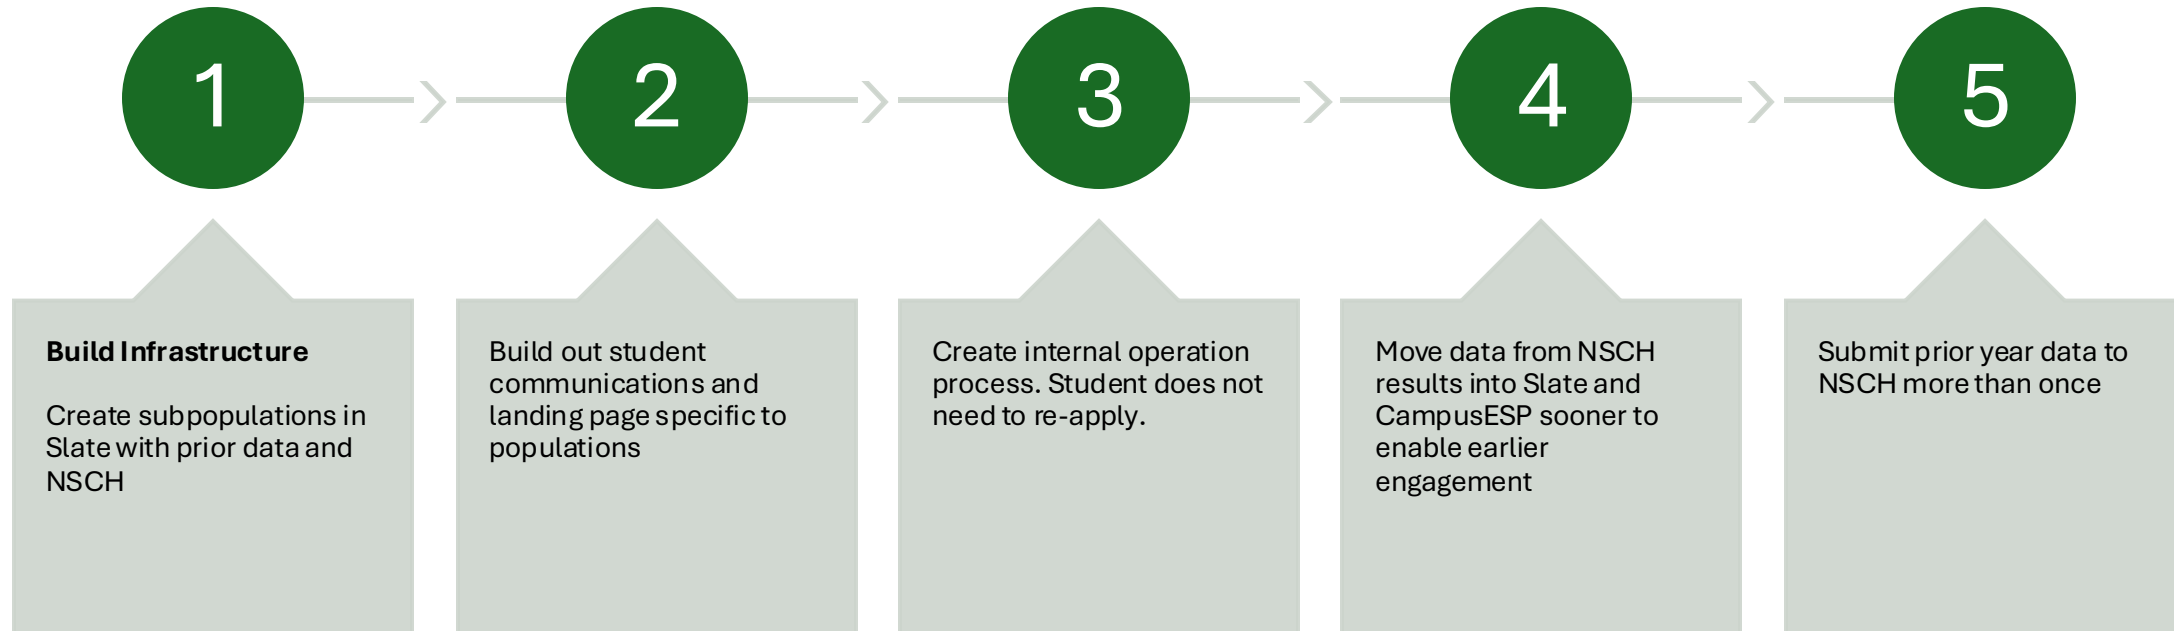 1
2
3
4
5
Build Infrastructure
Create subpopulations in
Slate with prior data and
NSCH
Build out student
communications and
landing page specific to
populations
Create internal operation
process. Student does not
need to re-apply.
Move data from NSCH
results into Slate and
CampusESP sooner to
enable earlier
engagement
Submit prior year data to
NSCH more than once